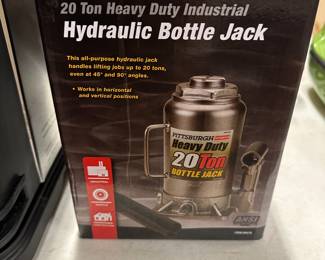 20 Ton Heavy Duty Industrial
Hydraulic Bottle Jack
This all-purpose hydraulic jack
handles lifting jobs up to 20 tons,
even at 45° and 90° angles.
• Works in horizontal
and vertical positions
PITTSBURGH
Heavy Duty
20 Ton
BOTTLE JACK
INDUSTRIAL
ANSI